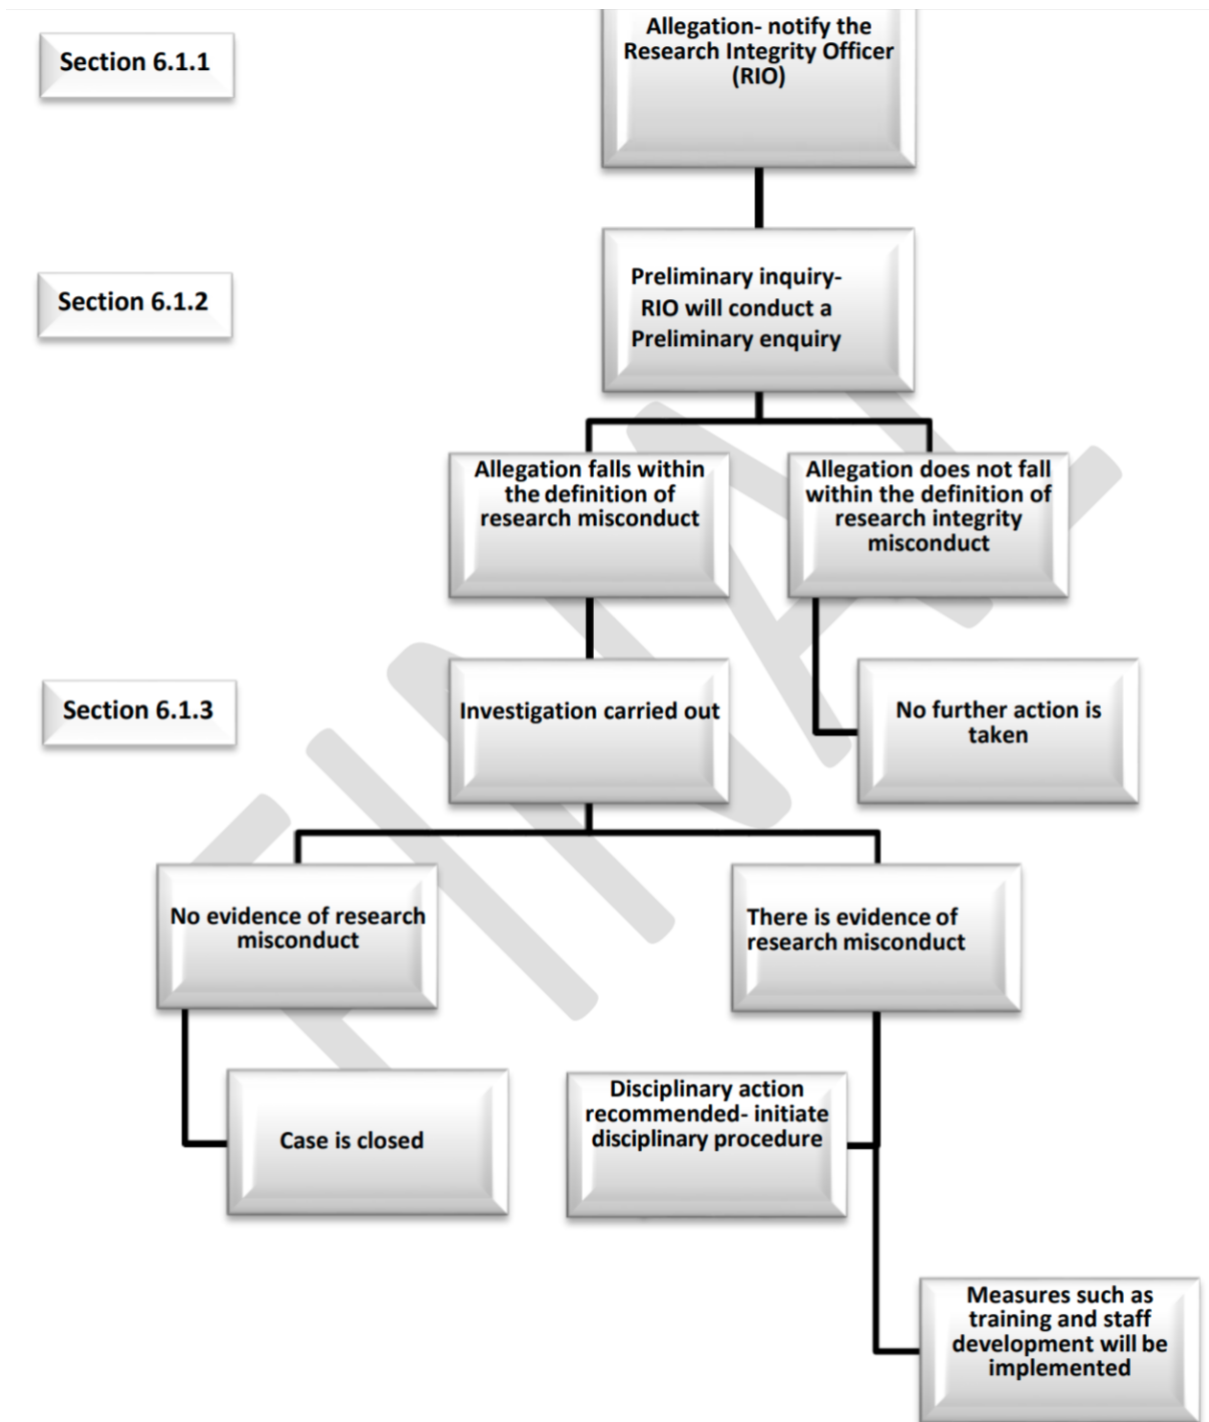 Section 6.1.1
Allegation- notify the
Research Integrity Officer
(RIO)
Section 6.1.2
Preliminary inquiry-
RIO will conduct a
Preliminary enquiry
Allegation falls within
the definition of
research misconduct
Allegation does not fall
within the definition of
research integrity
misconduct
Section 6.1.3
Investigation carried out
No further action is
taken
No evidence of research
misconduct
There is evidence of
research misconduct
Case is closed
Disciplinary action
recommended- initiate
disciplinary procedure
Measures such as
training and staff
development will be
implemented
FINAL